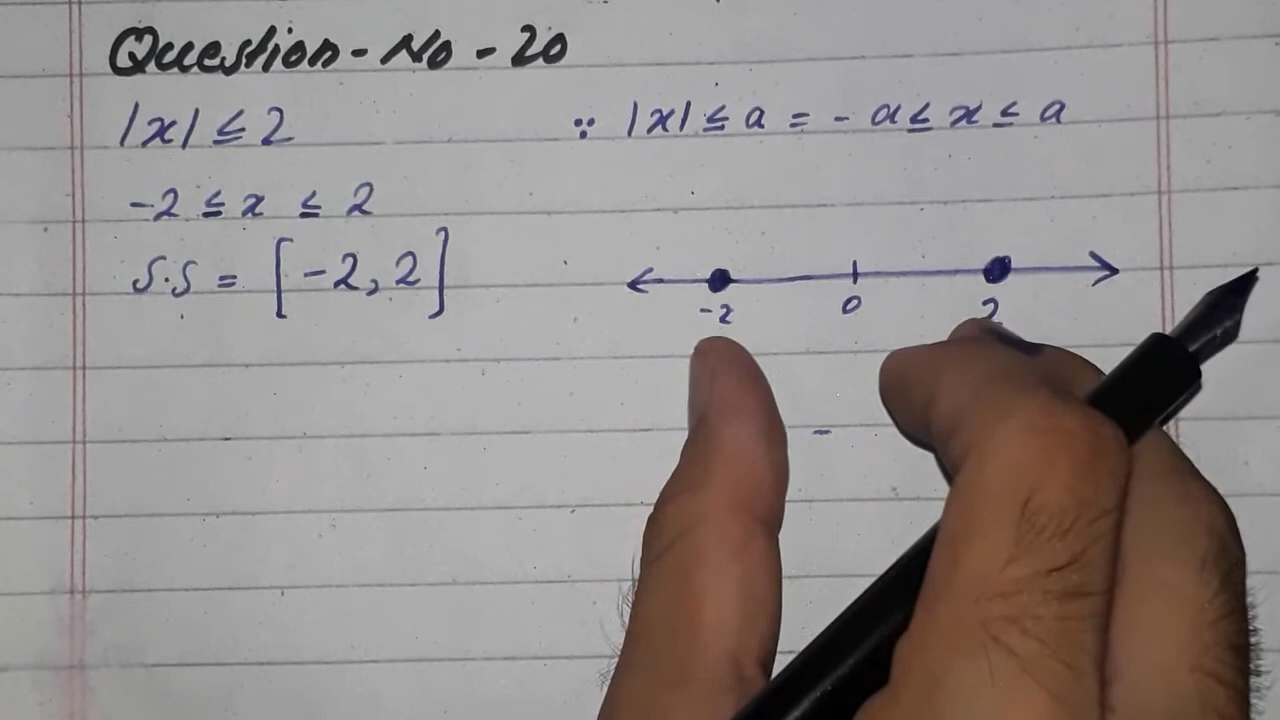 Question-No-20
|x| ≤ 2
∵ |x| ≤ a = -a ≤ x ≤ a
-2 ≤ x ≤ 2
S.S = [-2, 2]
-2 0 2
-